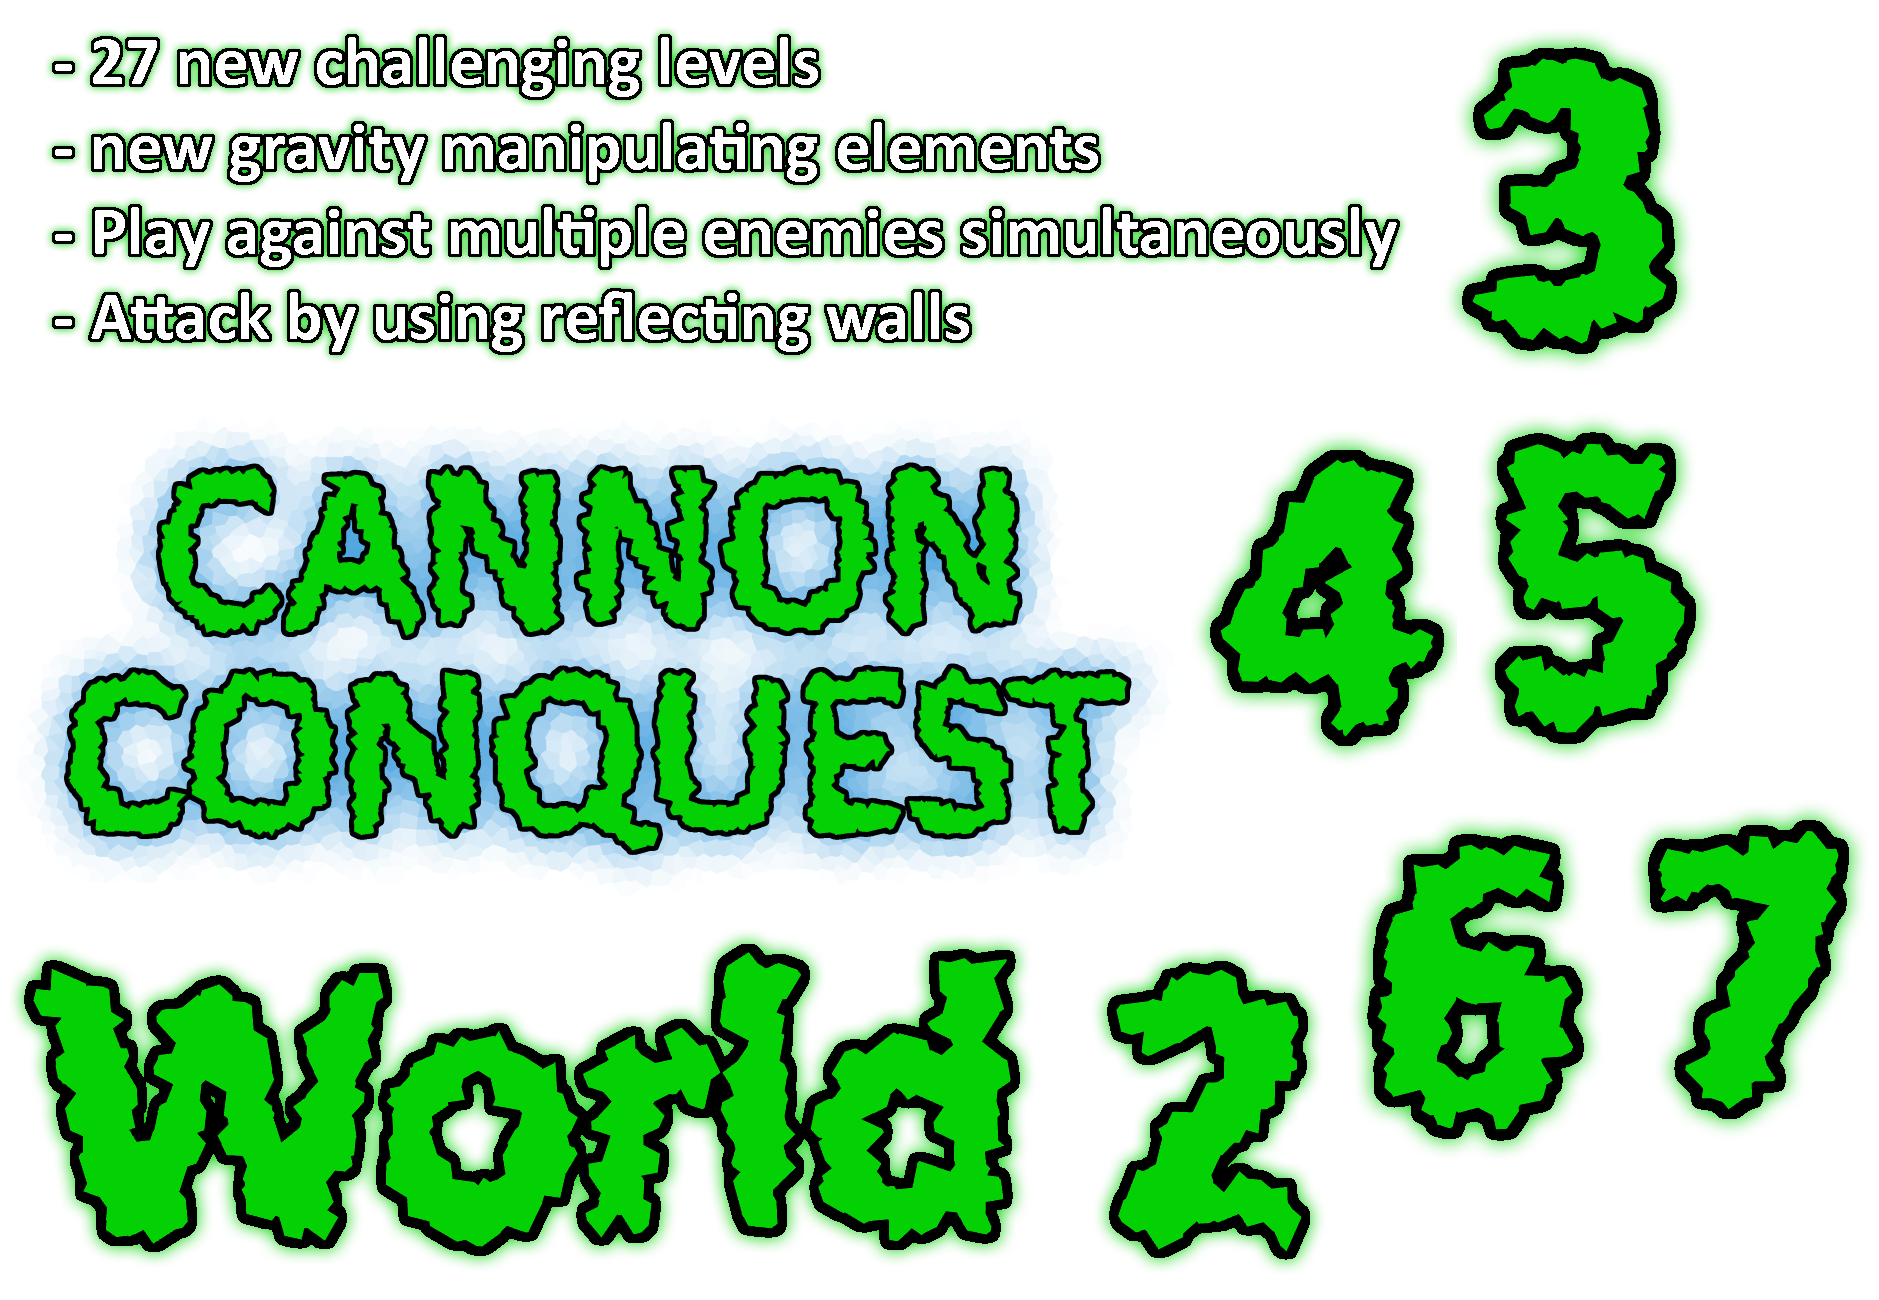 - 27 new challenging levels
- new gravity manipulating elements
- Play against multiple enemies simultaneously
- Attack by using reflecting walls
3
CANNON
CONQUEST
4 5
6 7
World 2